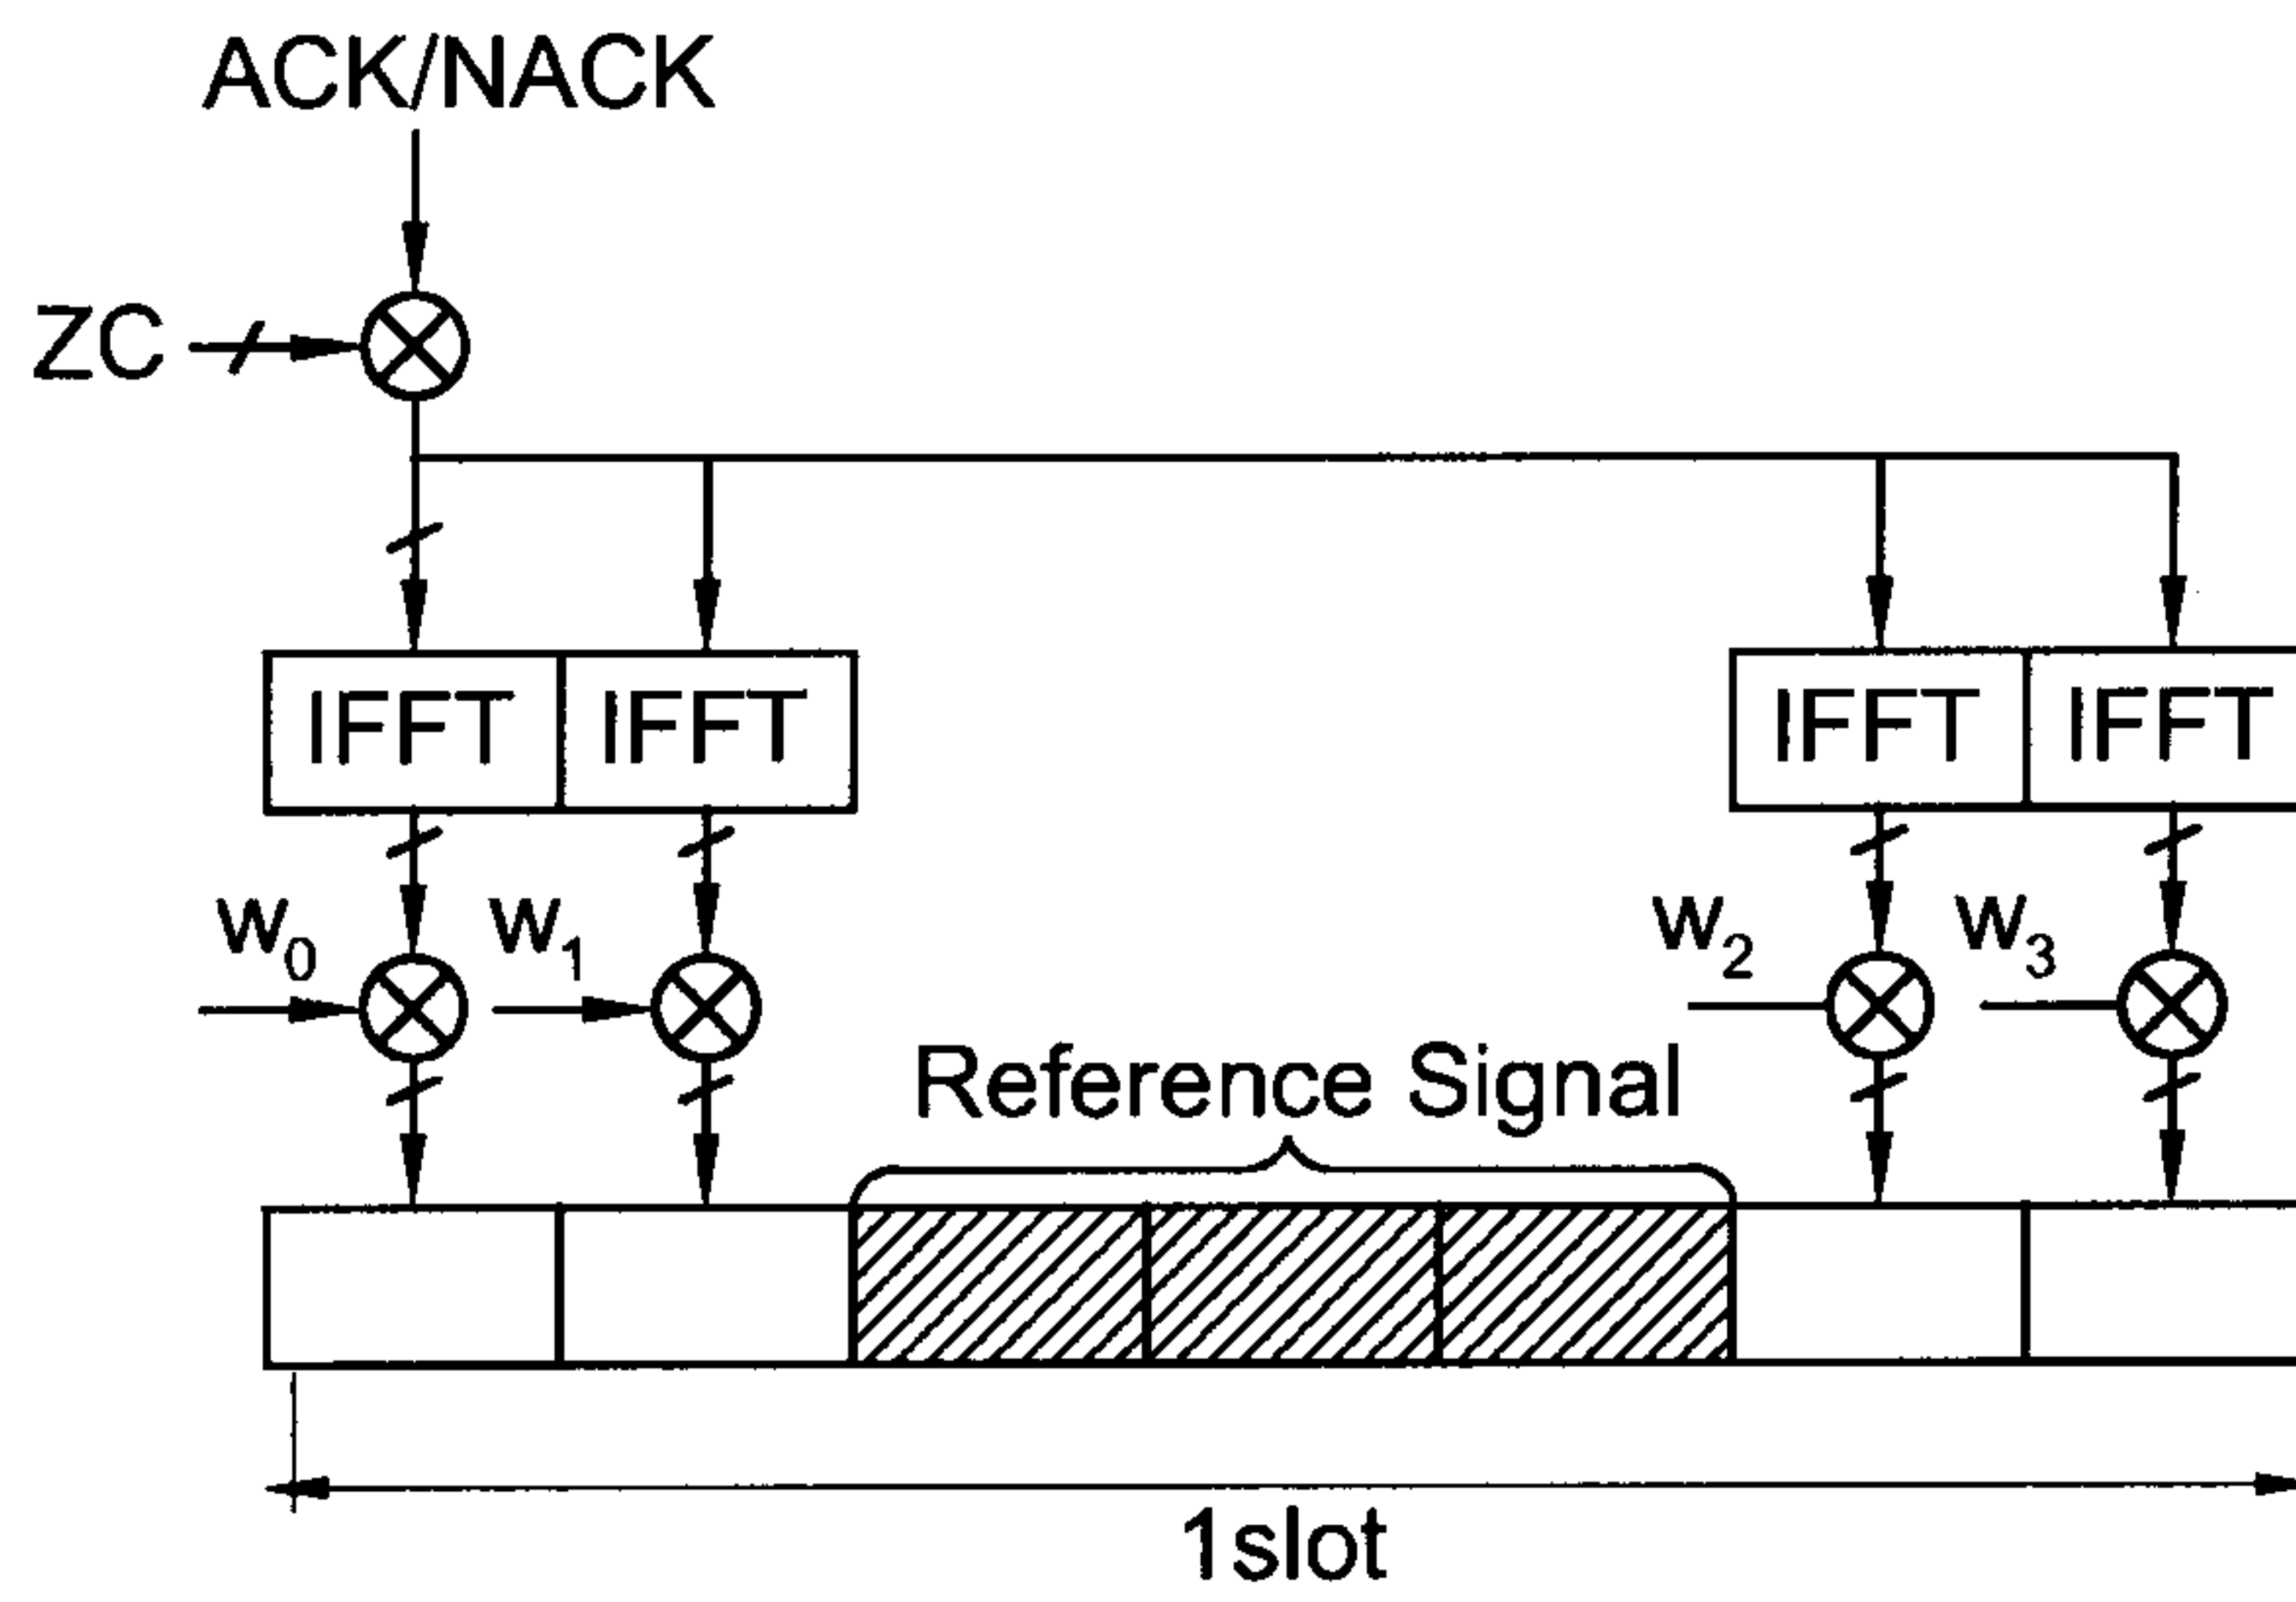 ACK/NACK
ZC
IFFT IFFT IFFT IFFT
w0 w1 w2 w3
Reference Signal
1slot